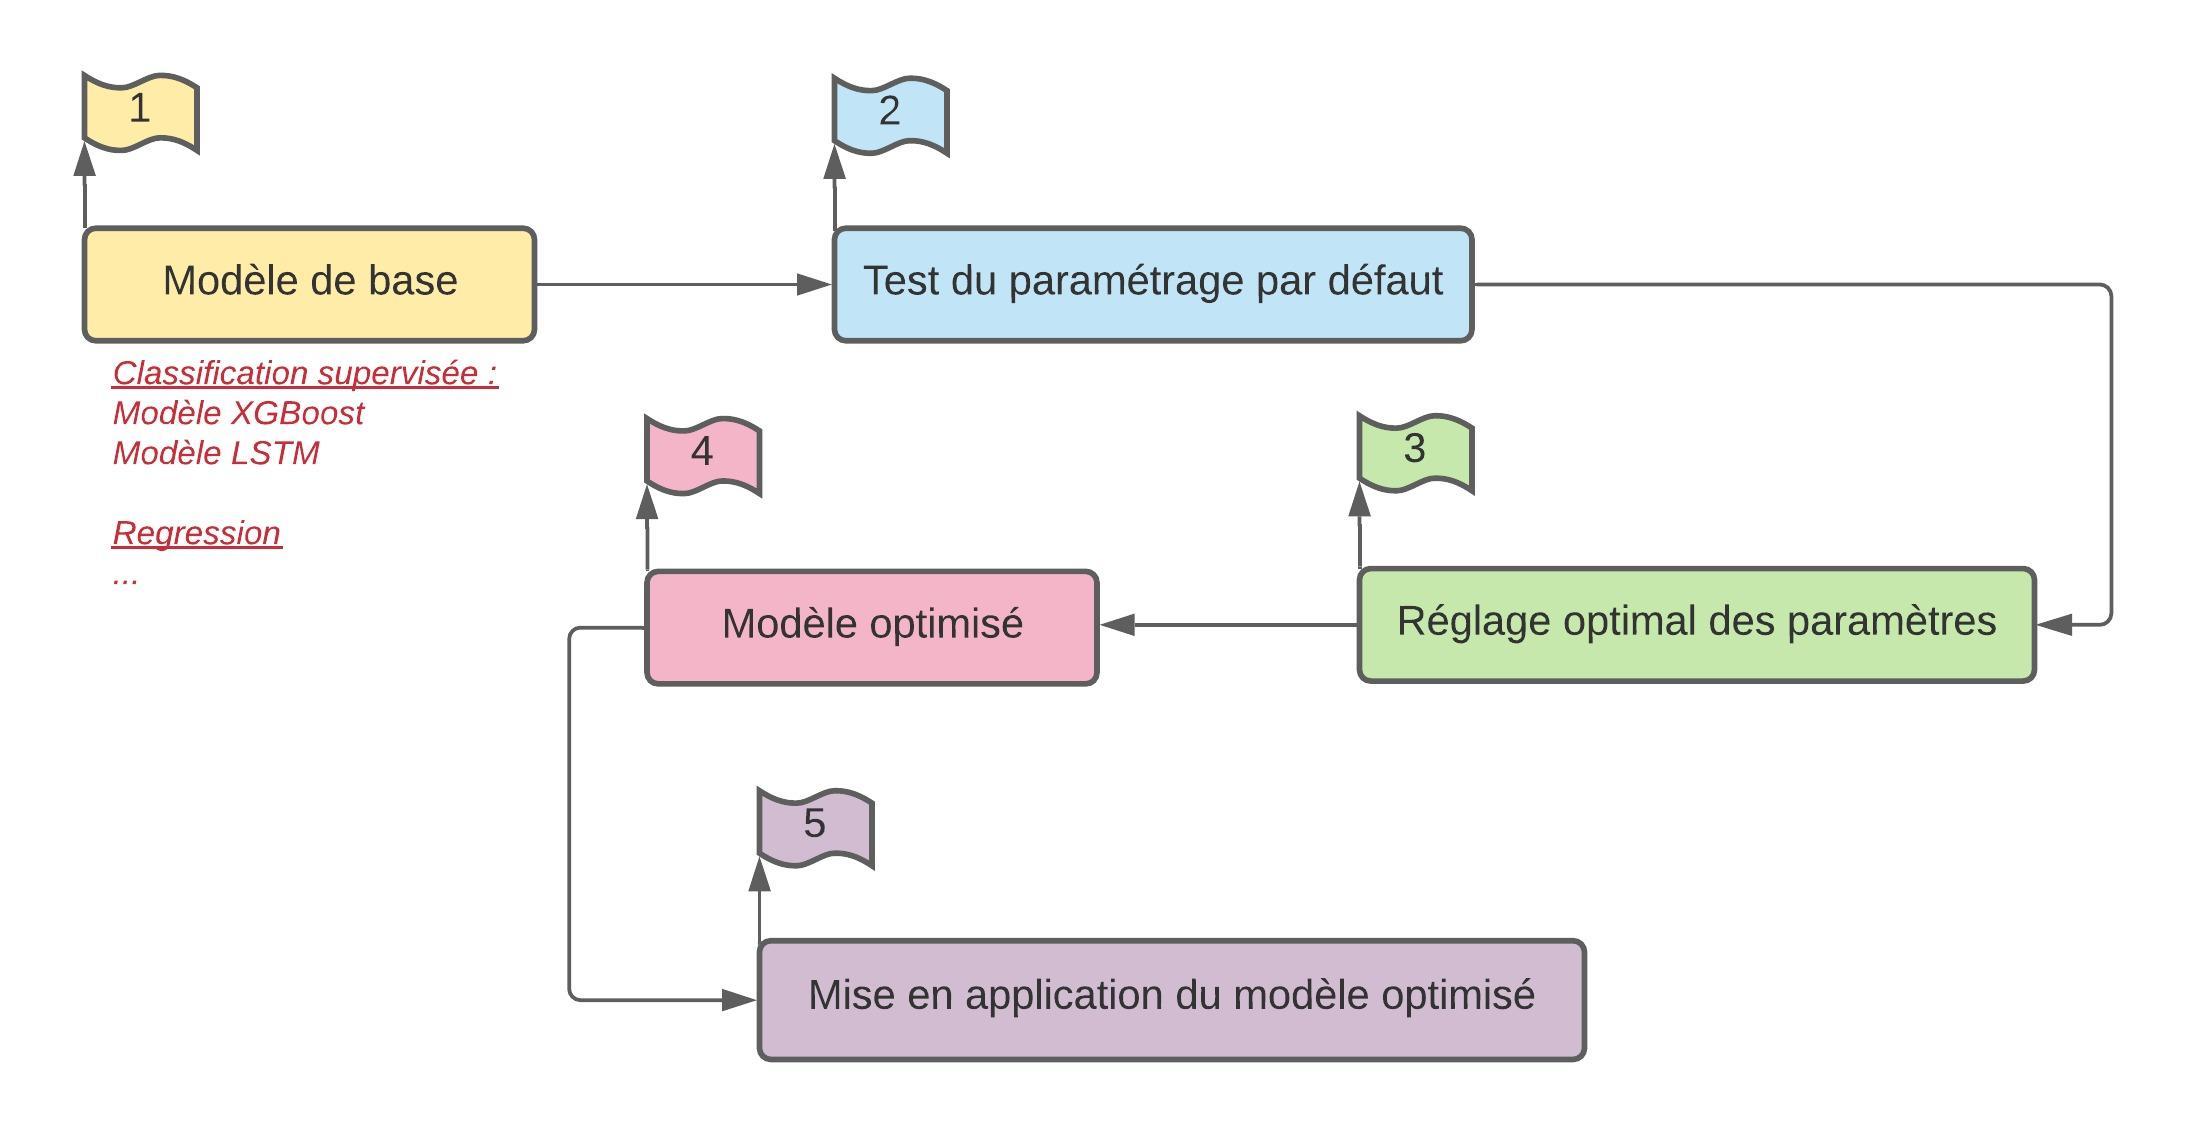 1
Modèle de base
Classification supervisée :
Modèle XGBoost
Modèle LSTM
Regression
...
2
Test du paramétrage par défaut
3
Réglage optimal des paramètres
4
Modèle optimisé
5
Mise en application du modèle optimisé